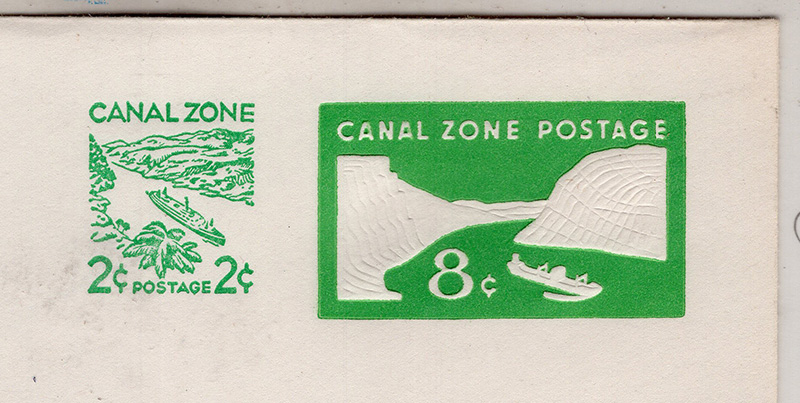 CANAL ZONE
2¢ POSTAGE 2¢
CANAL ZONE POSTAGE
8¢